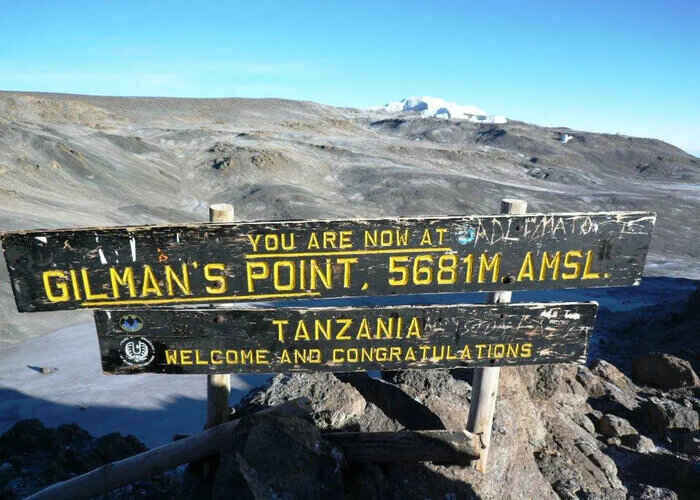 YOU ARE NOW AT
GILMAN'S POINT, 5681M AMSL.
TANZANIA
WELCOME AND CONGRATULATIONS